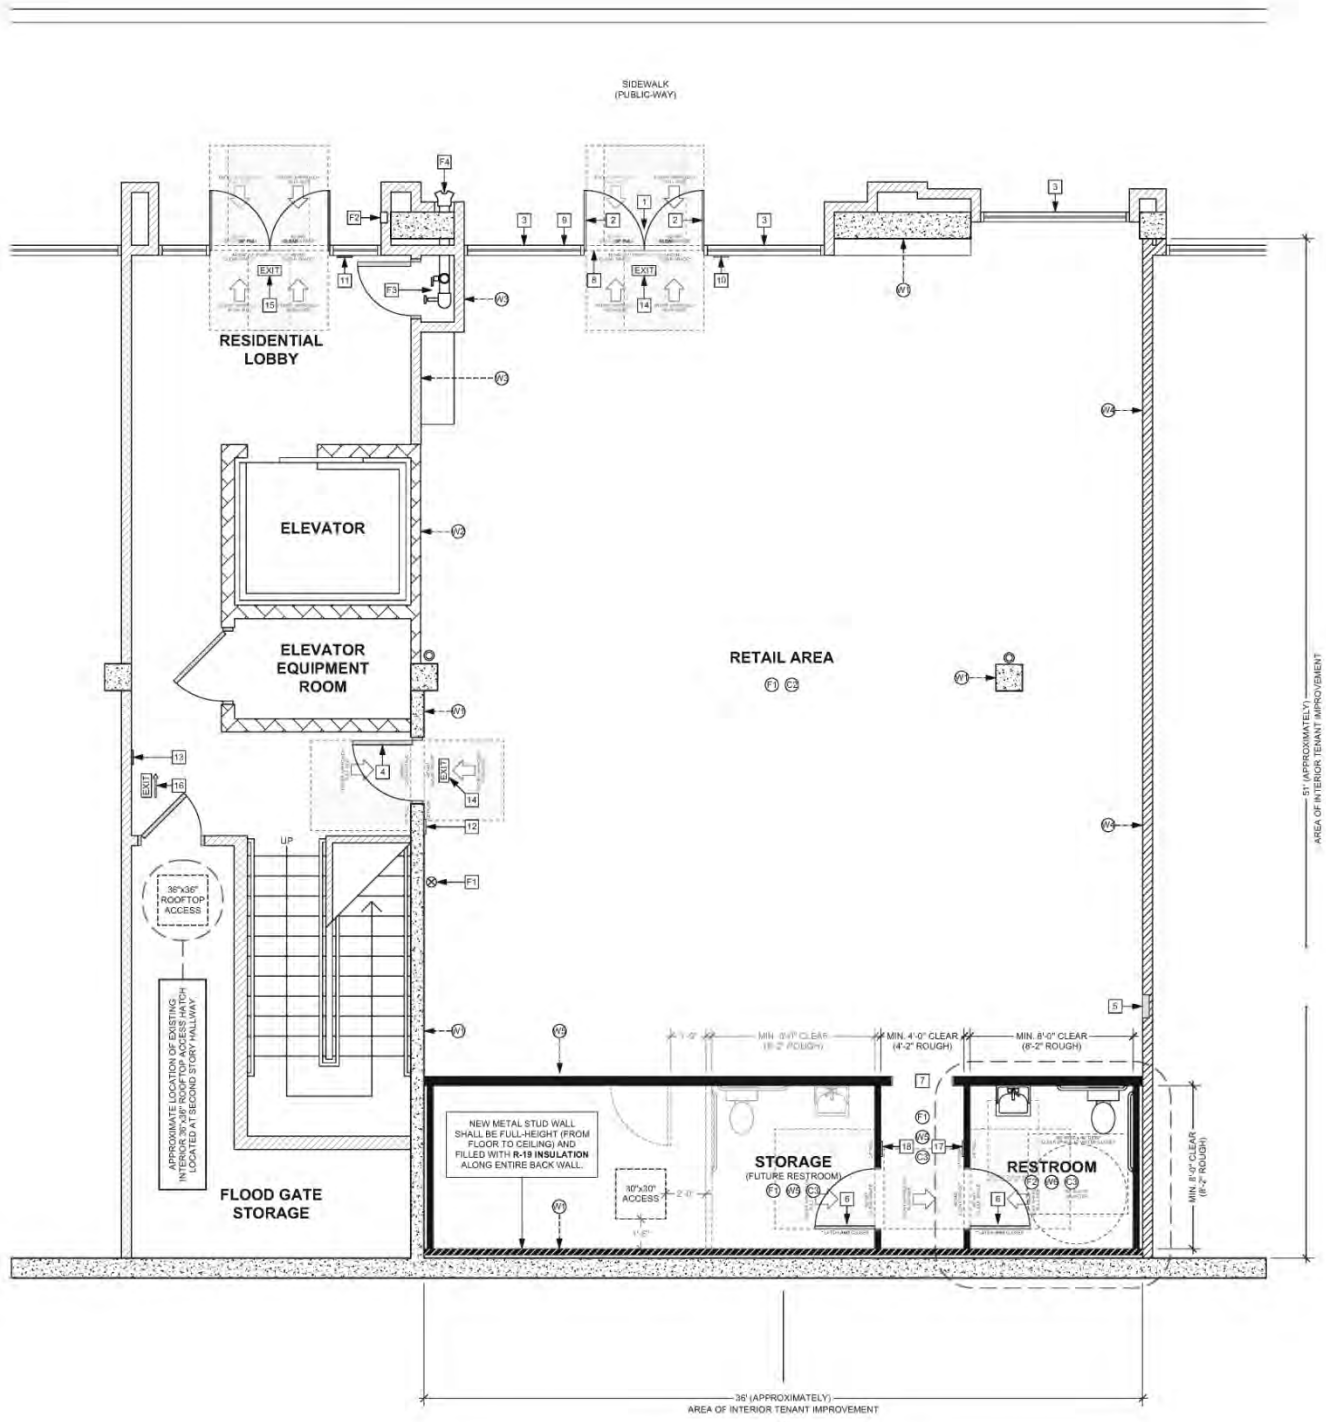 SIDEWALK
(PUBLIC-WAY)
F4
F2
3
9
2
1
2
3
3
EXIT
15
11
F3
8
EXIT
14
10
W1
W3
RESIDENTIAL
LOBBY
W3
W4
ELEVATOR
W2
ELEVATOR
EQUIPMENT
ROOM
RETAIL AREA
F1 C2
W1
W1
13
EXIT
16
4
EXIT
14
12
W4
UP
F1
36"x36"
ROOFTOP
ACCESS
APPROXIMATE LOCATION OF EXISTING
INTERIOR 36"x36" ROOFTOP ACCESS HATCH
LOCATED AT SECOND STORY HALLWAY
5
W1
W5
MIN. 4'-0" CLEAR
(4'-2" ROUGH)
MIN. 8'-0" CLEAR
(8'-2" ROUGH)
(8'-2" ROUGH)
7
NEW METAL STUD WALL
SHALL BE FULL-HEIGHT (FROM
FLOOR TO CEILING) AND
FILLED WITH R-19 INSULATION
ALONG ENTIRE BACK WALL.
F1
W5
C3
18
17
STORAGE
(FUTURE RESTROOM)
F1 W5 C3
6
RESTROOM
F2 W6 C3
6
30"x30"
ACCESS
2'-0"
W1
MIN. 8'-0" CLEAR
(8'-2" ROUGH)
FLOOD GATE
STORAGE
51' (APPROXIMATELY)
AREA OF INTERIOR TENANT IMPROVEMENT
36' (APPROXIMATELY)
AREA OF INTERIOR TENANT IMPROVEMENT